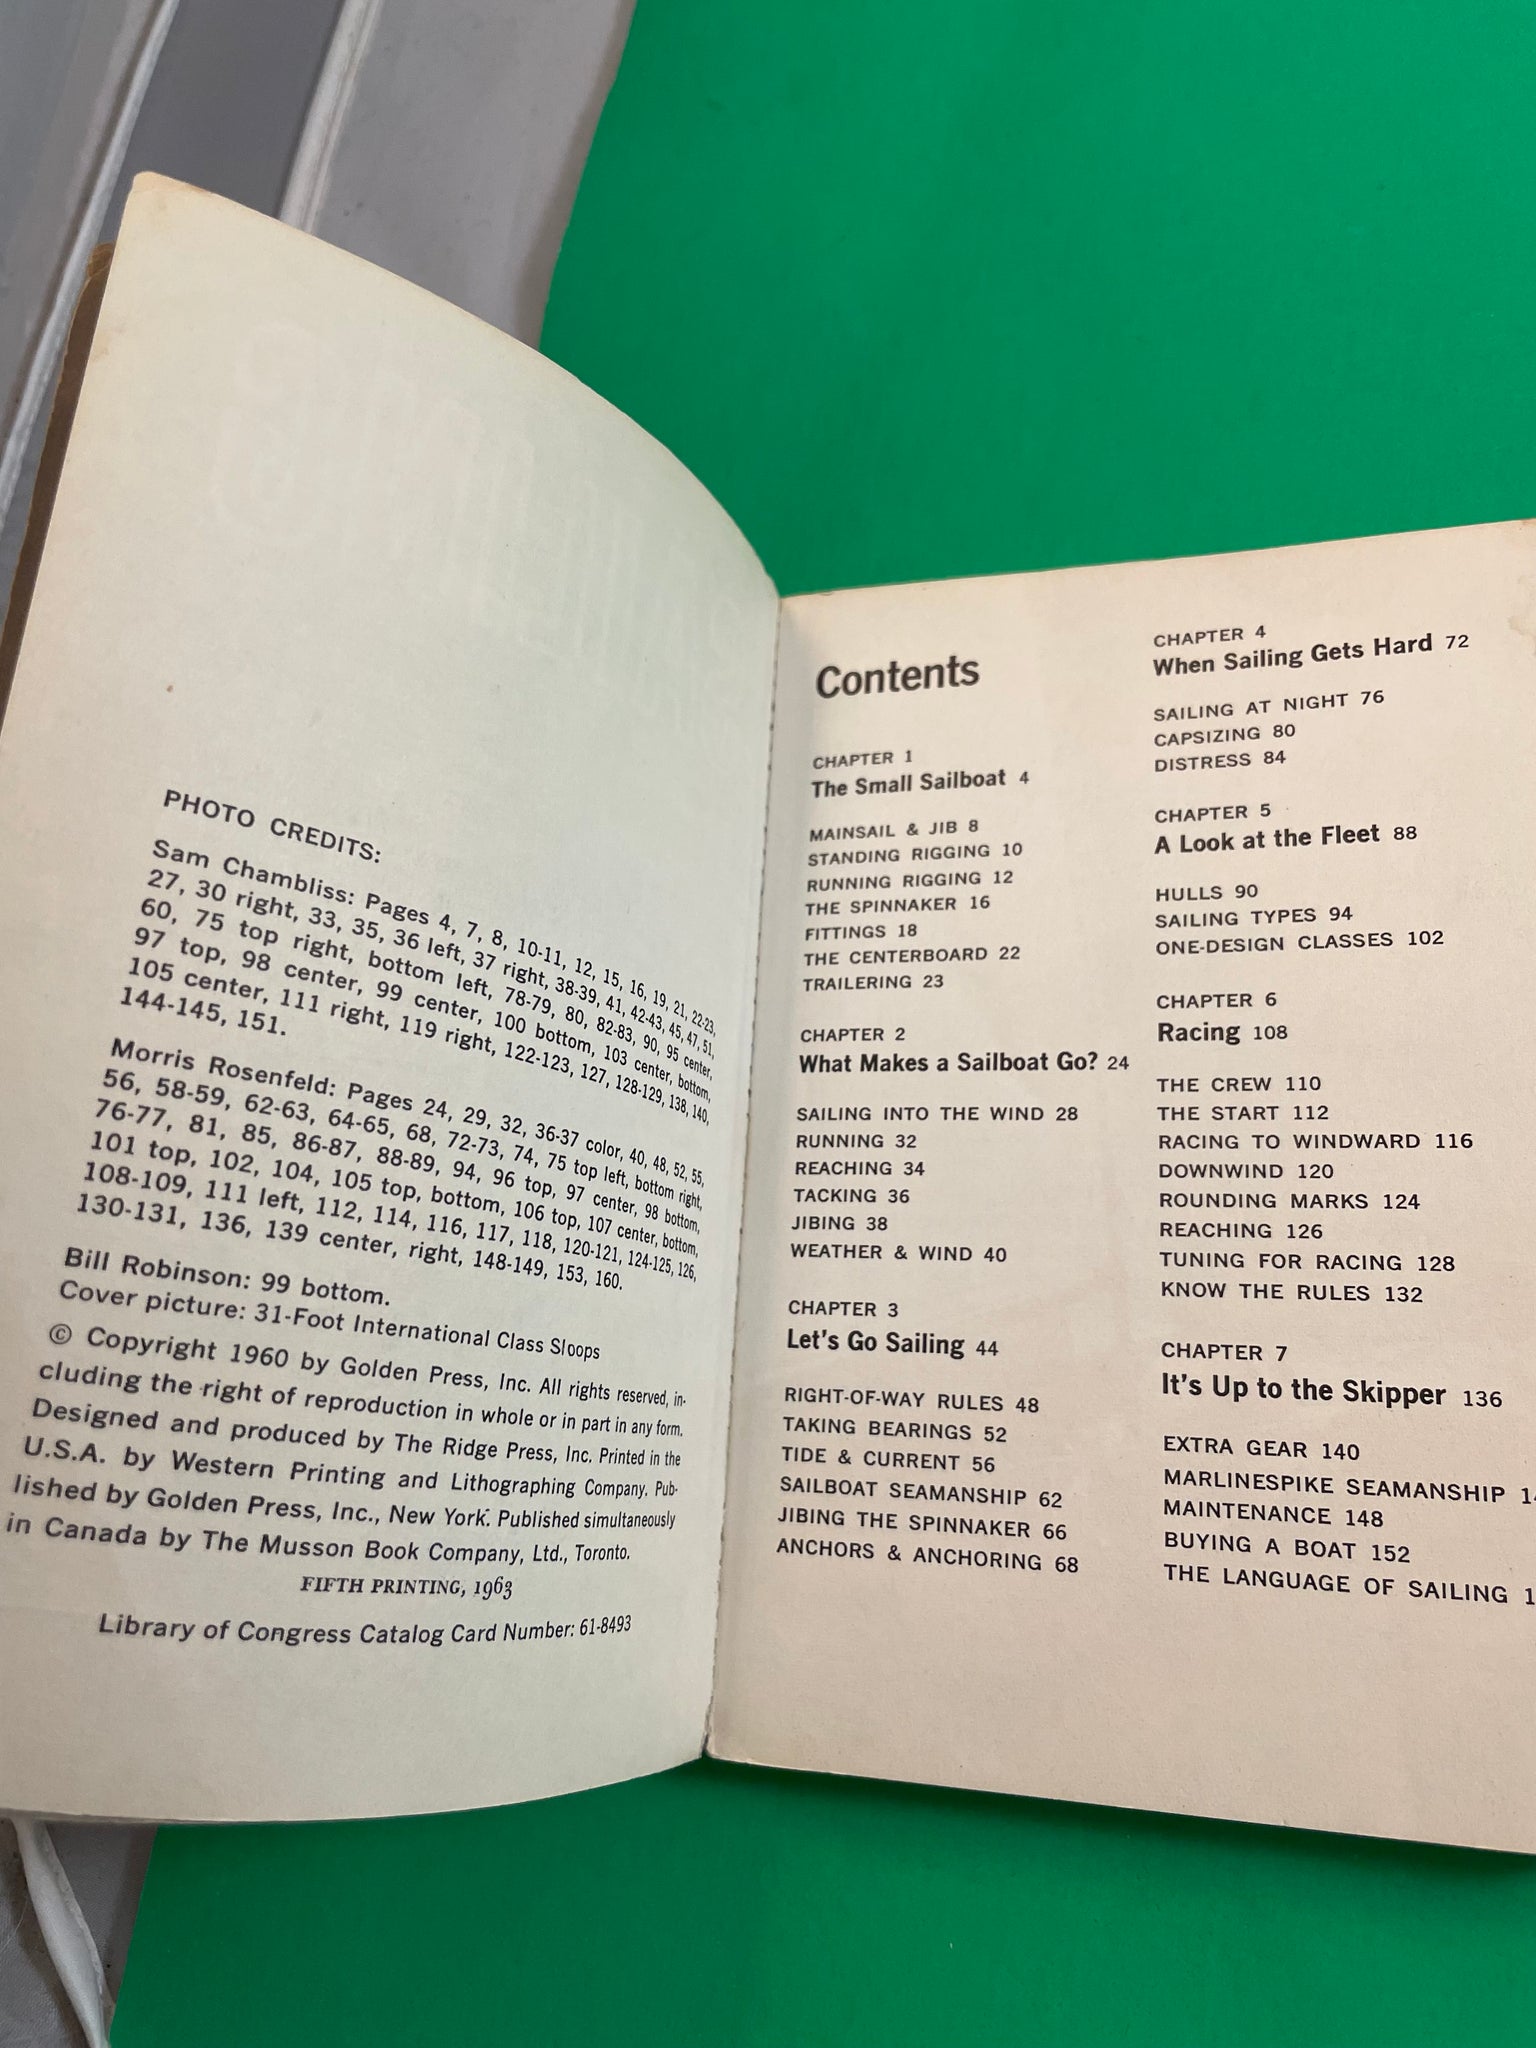 PHOTO CREDITS:
Sam Chambliss: Pages 4, 7, 8, 10-11, 12, 15, 16, 19, 21, 22-23,
27, 30 right, 33, 35, 36 left, 37 right, 38-39, 41, 42-43, 45, 47, 51,
60, 75 top right, bottom left, 78-79, 80, 82-83, 90, 95 center,
97 top, 98 center, 99 center, 100 bottom, 103 center, bottom,
105 center, 111 right, 119 right, 122-123, 127, 128-129, 138, 140,
144-145, 151.
Morris Rosenfeld: Pages 24, 29, 32, 36-37 color, 40, 48, 52, 55,
56, 58-59, 62-63, 64-65, 68, 72-73, 74, 75 top left, bottom right,
76-77, 81, 85, 86-87, 88-89, 94, 96 top, 97 center, 98 bottom,
101 top, 102, 104, 105 top, bottom, 106 top, 107 center, bottom,
108-109, 111 left, 112, 114, 116, 117, 118, 120-121, 124-125, 126,
130-131, 136, 139 center, right, 148-149, 153, 160.
Bill Robinson: 99 bottom.
Cover picture: 31-Foot International Class Sloops
© Copyright 1960 by Golden Press, Inc. All rights reserved, in-
cluding the right of reproduction in whole or in part in any form.
Designed and produced by The Ridge Press, Inc. Printed in the
U.S.A. by Western Printing and Lithographing Company. Pub-
lished by Golden Press, Inc., New York. Published simultaneously
in Canada by The Musson Book Company, Ltd., Toronto.
FIFTH PRINTING, 1963
Library of Congress Catalog Card Number: 61-8493
Contents
CHAPTER 1
The Small Sailboat 4
MAINSAIL & JIB 8
STANDING RIGGING 10
RUNNING RIGGING 12
THE SPINNAKER 16
FITTINGS 18
THE CENTERBOARD 22
TRAILERING 23
CHAPTER 2
What Makes a Sailboat Go? 24
SAILING INTO THE WIND 28
RUNNING 32
REACHING 34
TACKING 36
JIBING 38
WEATHER & WIND 40
CHAPTER 3
Let's Go Sailing 44
RIGHT-OF-WAY RULES 48
TAKING BEARINGS 52
TIDE & CURRENT 56
SAILBOAT SEAMANSHIP 62
JIBING THE SPINNAKER 66
ANCHORS & ANCHORING 68
CHAPTER 4
When Sailing Gets Hard 72
SAILING AT NIGHT 76
CAPSIZING 80
DISTRESS 84
CHAPTER 5
A Look at the Fleet 88
HULLS 90
SAILING TYPES 94
ONE-DESIGN CLASSES 102
CHAPTER 6
Racing 108
THE CREW 110
THE START 112
RACING TO WINDWARD 116
DOWNWIND 120
ROUNDING MARKS 124
REACHING 126
TUNING FOR RACING 128
KNOW THE RULES 132
CHAPTER 7
It's Up to the Skipper 136
EXTRA GEAR 140
MARLINESPIKE SEAMANSHIP
MAINTENANCE 148
BUYING A BOAT 152
THE LANGUAGE OF SAILING